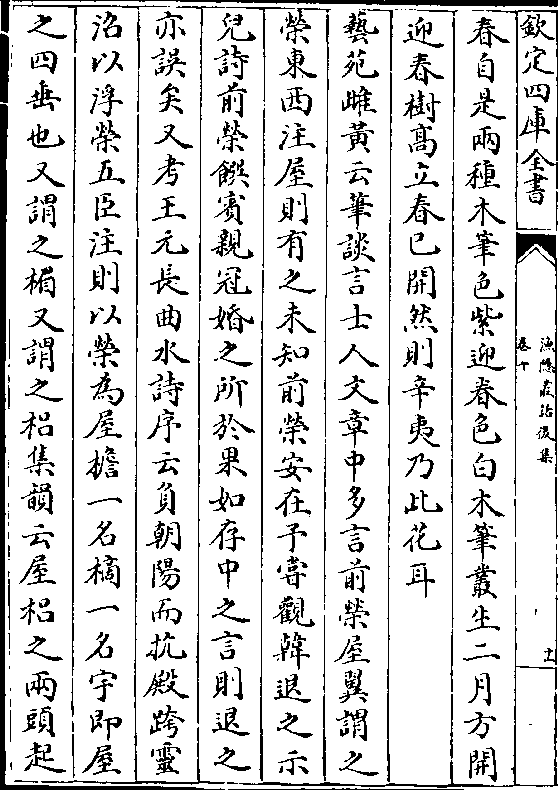 欽定四庫全書
漁隱叢話後集
卷十
十一
春自是兩種木筆色紫迎春色白木筆叢生二月方開
迎春樹髙立春已開然則辛夷乃此花耳
藝苑雌黃云筆談言士人文章中多言前榮屋翼謂之
榮東西注屋則有之未知前榮安在予甞觀韓退之示
兒詩前榮饌賓親冠婚之所於果如存中之言則退之
亦誤矣又考王元長曲水詩序云負朝陽而抗殿跨靈
沼以浮榮五臣注則以榮為屋檐一名樀一名宇即屋
之四垂也又謂之楣又謂之梠集韻云屋梠之兩頭起